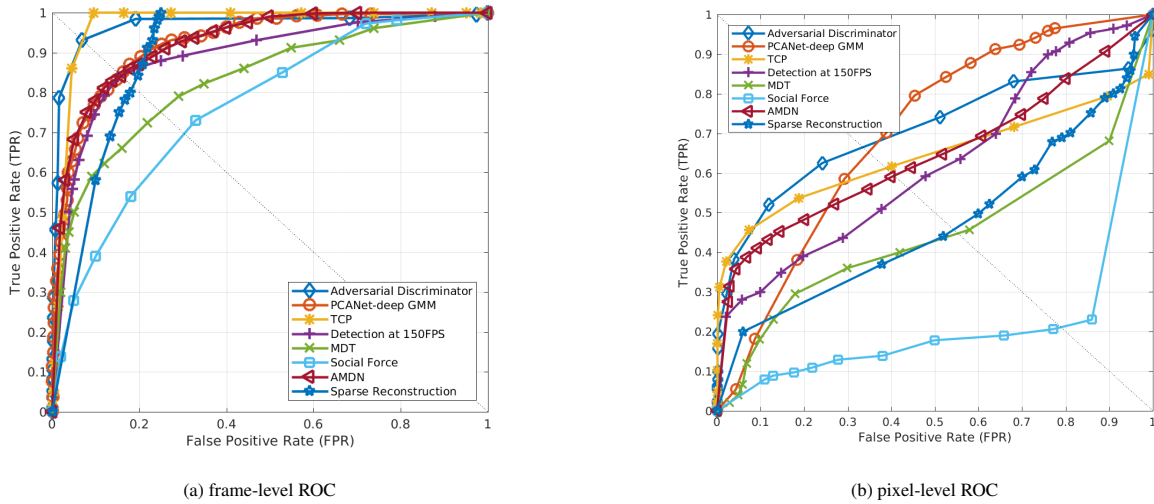 1
0.9
0.8
0.7
0.6
0.5
0.4
0.3
0.2
0.1
0
True Positive Rate (TPR)
Adversarial Discriminator
PCANet-deep GMM
TCP
Detection at 150FPS
MDT
Social Force
AMDN
Sparse Reconstruction
0 0.2 0.4 0.6 0.8 1
False Positive Rate (FPR)
(a) frame-level ROC
1
0.9
0.8
0.7
0.6
0.5
0.4
0.3
0.2
0.1
0
True Positive Rate (TPR)
Adversarial Discriminator
PCANet-deep GMM
TCP
Detection at 150FPS
MDT
Social Force
AMDN
Sparse Reconstruction
0 0.1 0.2 0.3 0.4 0.5 0.6 0.7 0.8 0.9 1
False Positive Rate (FPR)
(b) pixel-level ROC